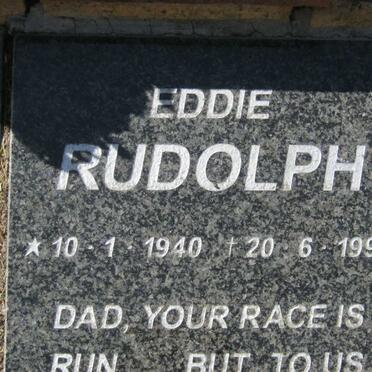 EDDIE
RUDOLPH
★ 10 - 1 - 1940 † 20 - 6 - 199
DAD, YOUR RACE IS
RUN BUT TO US